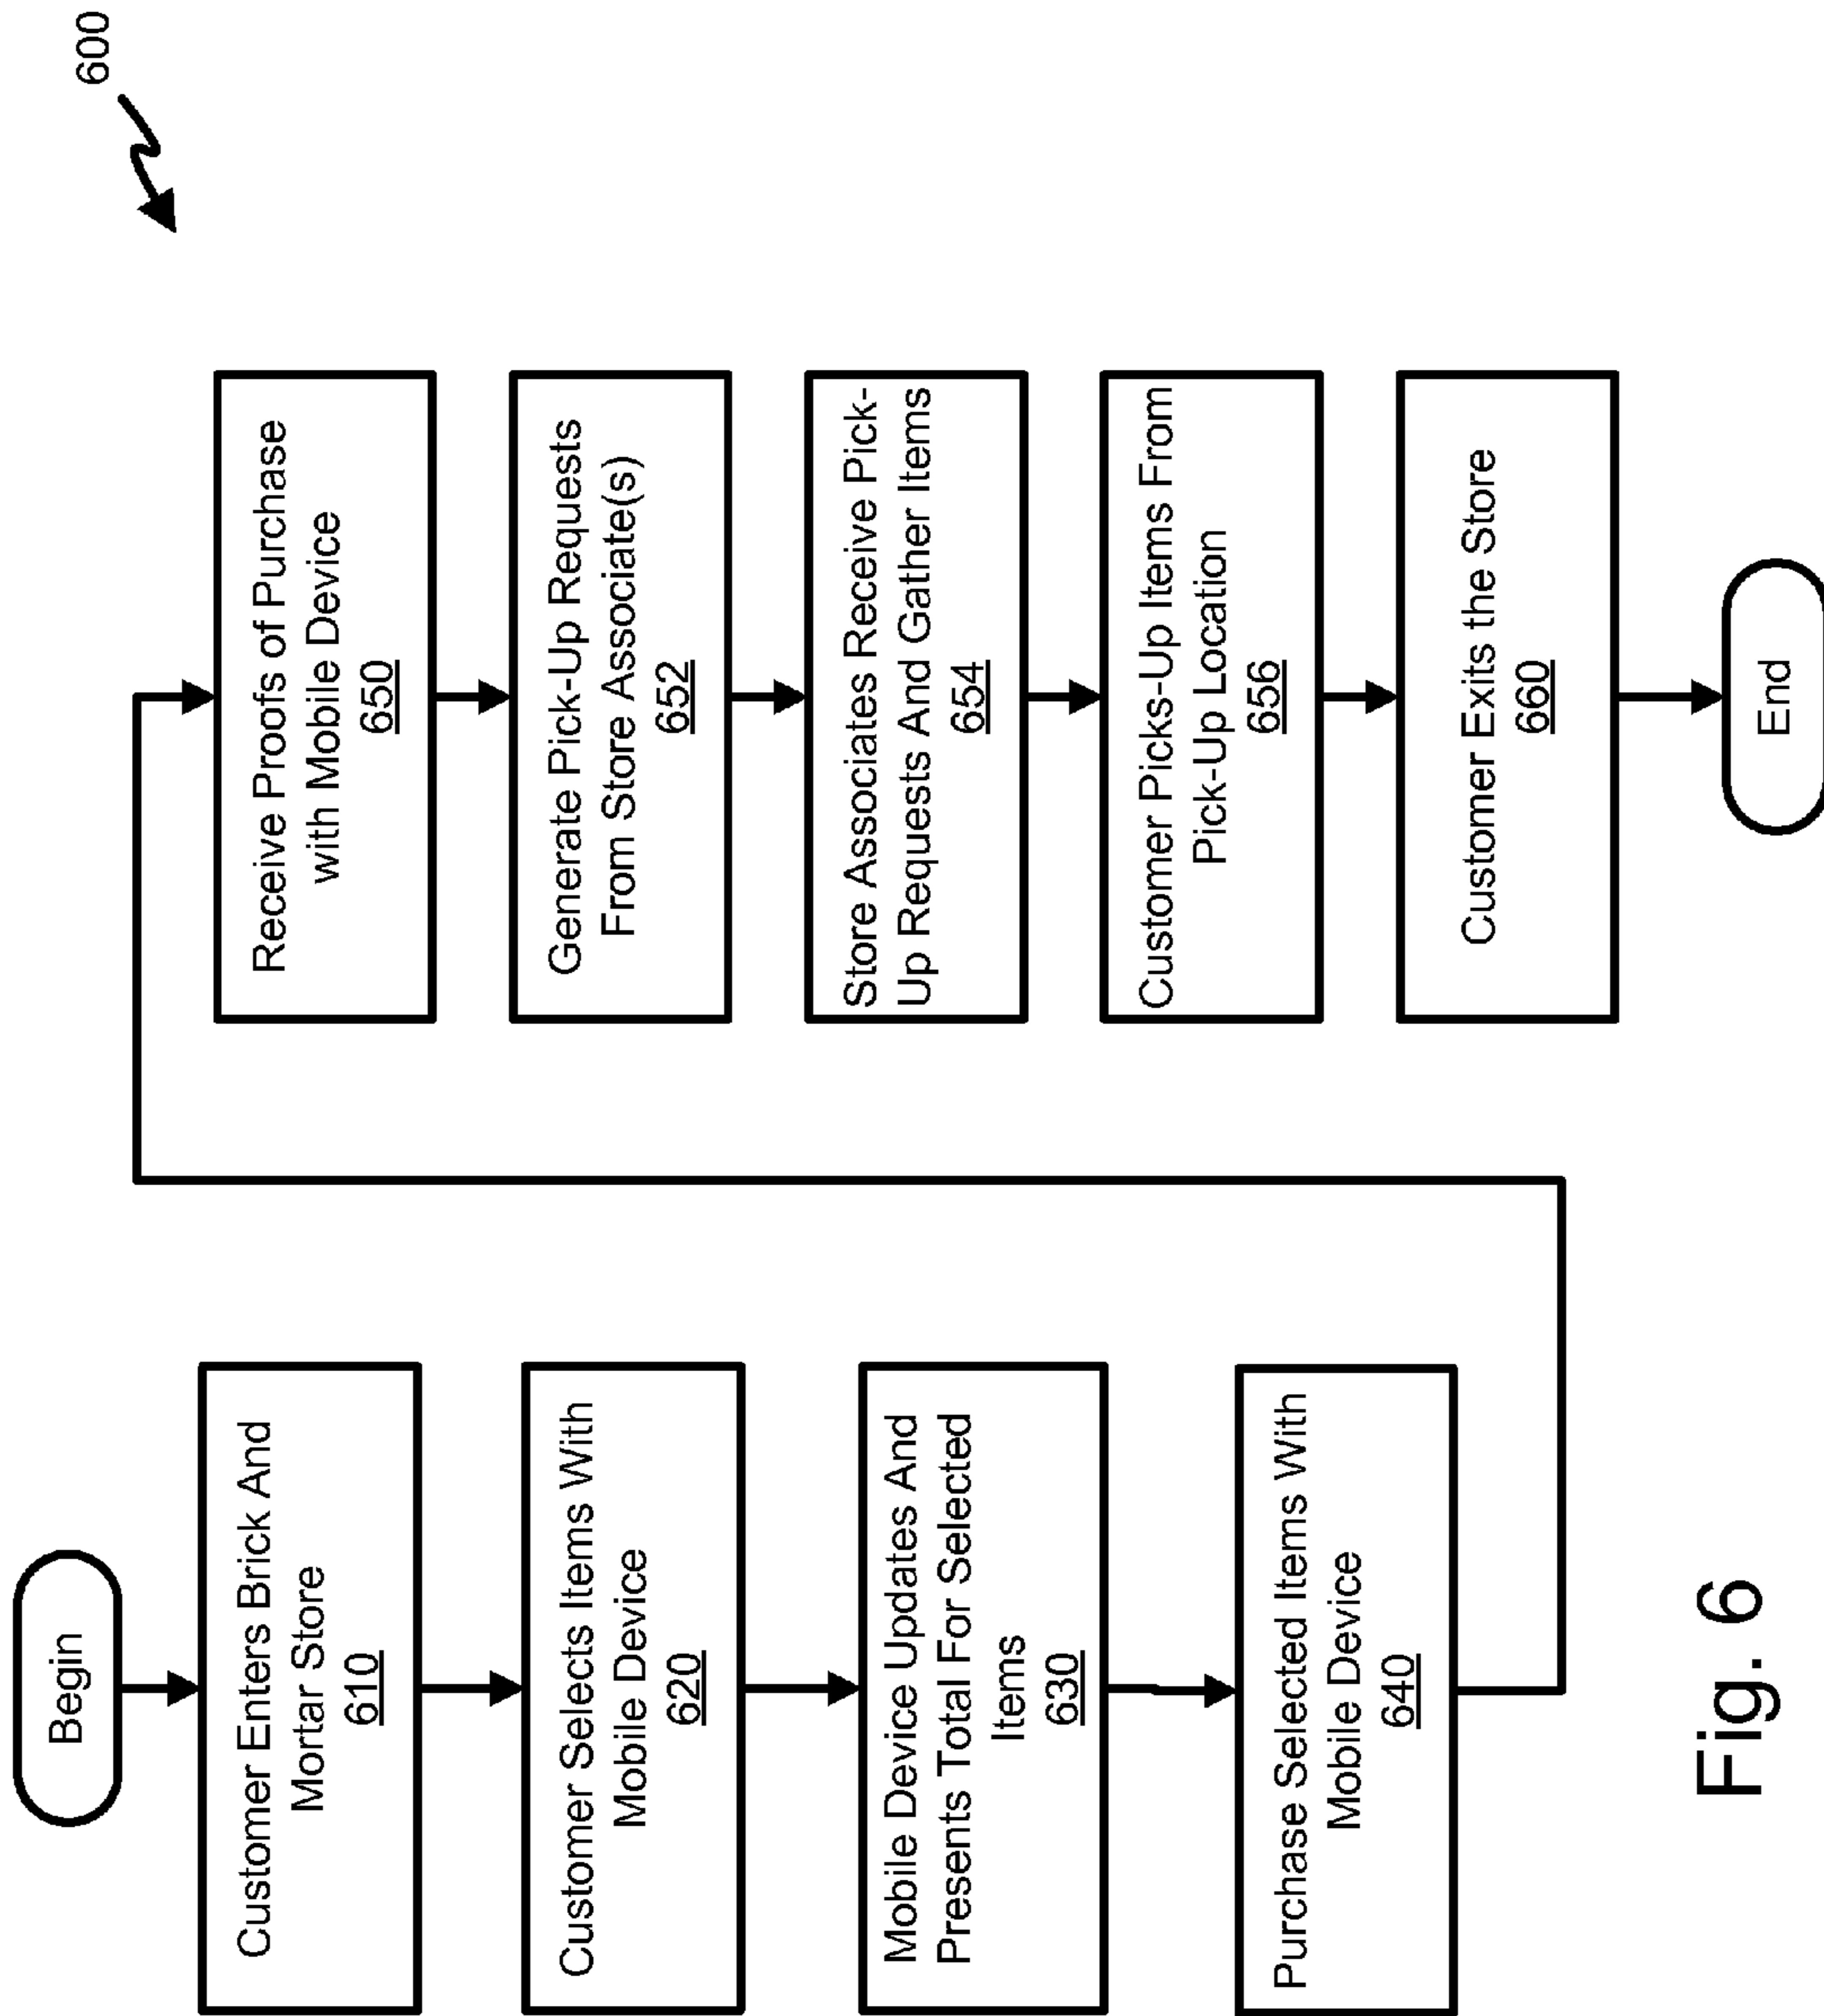 600
Begin
Customer Enters Brick And
Mortar Store
610
Customer Selects Items With
Mobile Device
620
Mobile Device Updates And
Presents Total For Selected
Items
630
Purchase Selected Items With
Mobile Device
640
Receive Proofs of Purchase
with Mobile Device
650
Generate Pick-Up Requests
From Store Associate(s)
652
Store Associates Receive Pick-
Up Requests And Gather Items
654
Customer Picks-Up Items From
Pick-Up Location
656
Customer Exits the Store
660
End
Fig. 6